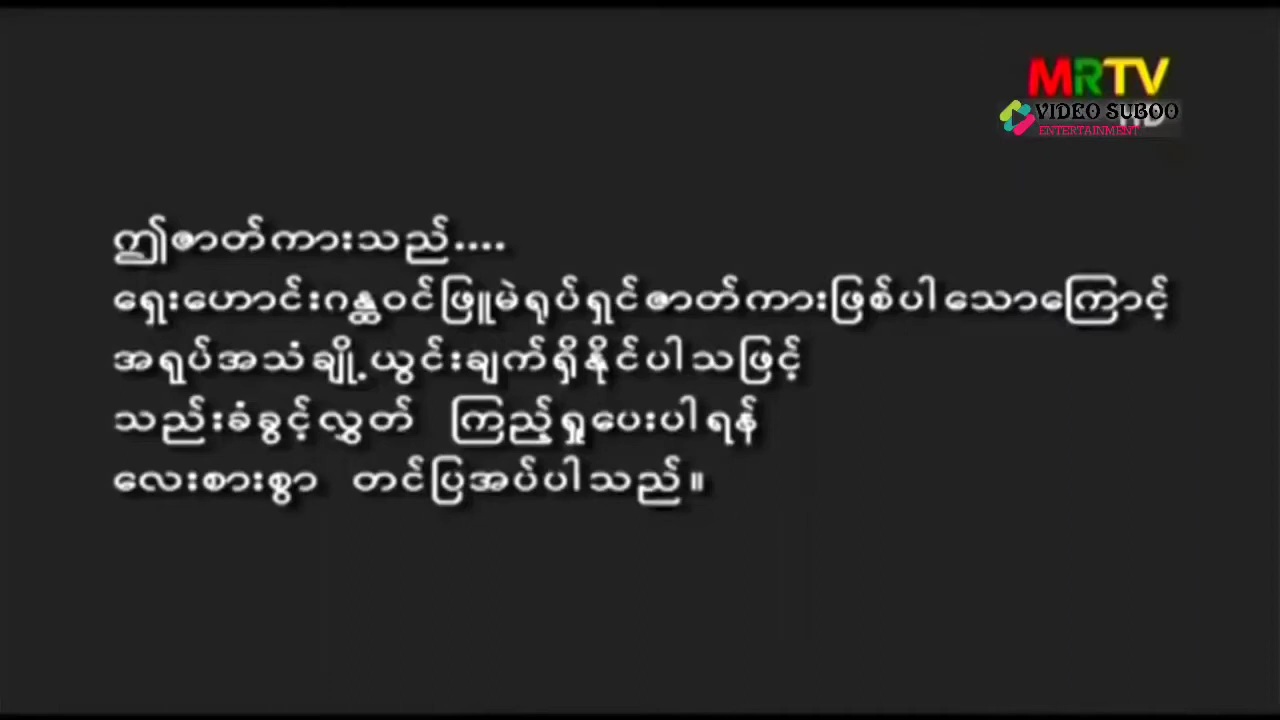 MRTV
VIDEO SUBOO
ENTERTAINMENT
ဤဇာတ်ကားသည်....
ရှေးဟောင်းဂန္ထဝင်ဖြူမဲရုပ်ရှင်ဇာတ်ကားဖြစ်ပါသောကြောင့်
အရုပ်အသံချို့ယွင်းချက်ရှိနိုင်ပါသဖြင့်
သည်းခံခွင့်လွှတ် ကြည့်ရှုပေးပါရန်
လေးစားစွာ တင်ပြအပ်ပါသည်။